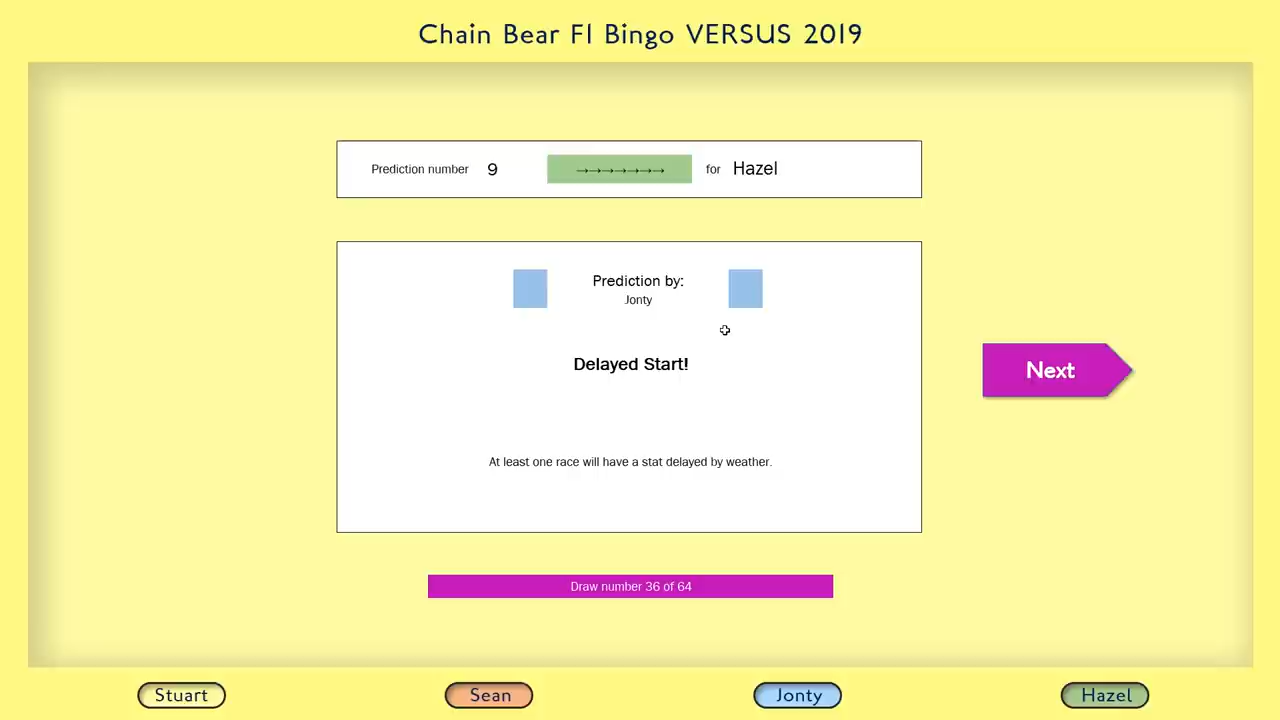 Chain Bear F1 Bingo VERSUS 2019
Prediction number 9 →→→→→→→ for Hazel
Prediction by:
Jonty
Delayed Start!
Next
At least one race will have a stat delayed by weather.
Draw number 36 of 64
Stuart Sean Jonty Hazel